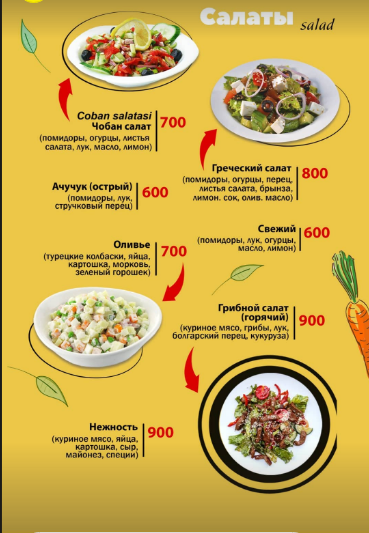 Салаты salad
Coban salatasi
Чобан салат
(помидоры, огурцы, листья
салата, лук, масло, лимон)
700
Греческий салат
(помидоры, огурцы, перец,
листья салата, брынза,
лимон. сок, олив. масло)
800
Ачучук (острый)
(помидоры, лук,
стручковый перец)
600
Свежий
(помидоры, лук, огурцы,
масло, лимон)
600
Оливье
(турецкие колбаски, яйца,
картошка, морковь,
зеленый горошек)
700
Грибной салат
(горячий)
(куриное мясо, грибы, лук,
болгарский перец, кукуруза)
900
Нежность
(куриное мясо, яйца,
картошка, сыр,
майонез, специи)
900